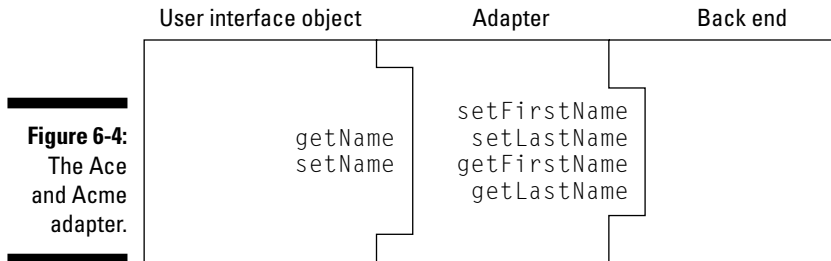 User interface object Adapter Back end
setFirstName
setLastName
getFirstName
getLastName
getName
setName
Figure 6-4:
The Ace
and Acme
adapter.